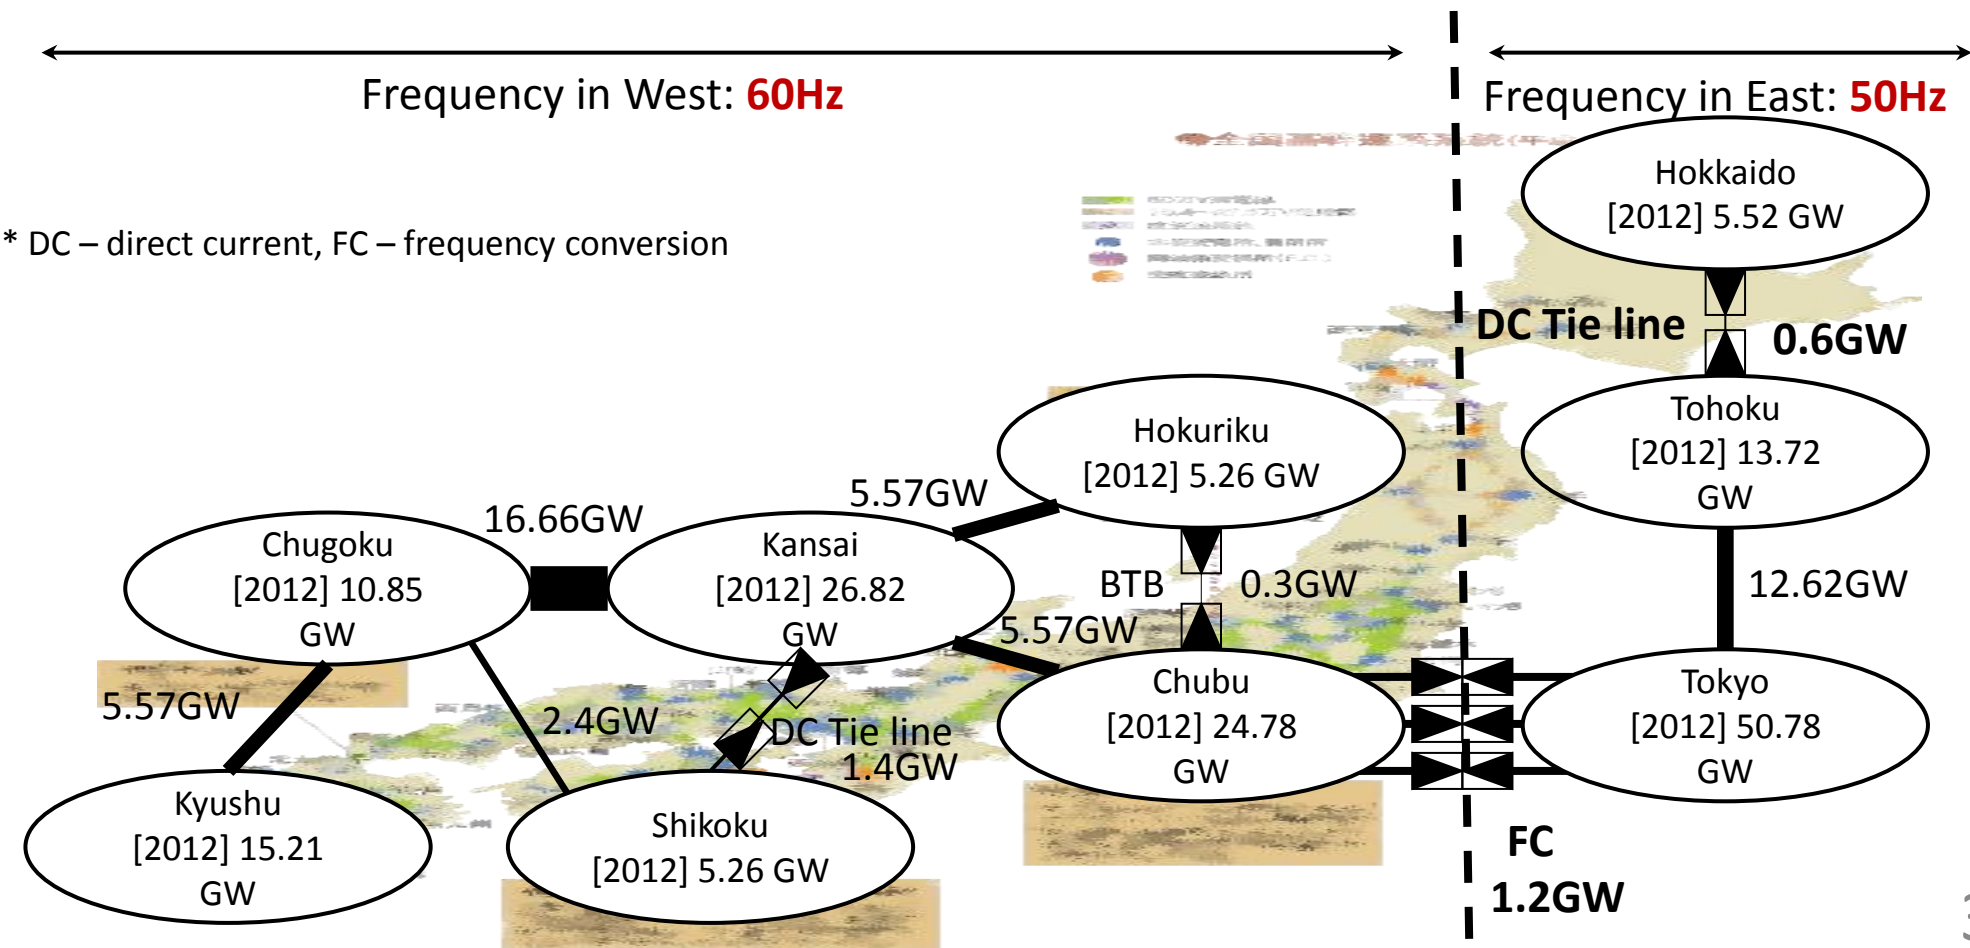 Frequency in West: 60Hz
Frequency in East: 50Hz
* DC – direct current, FC – frequency conversion
Hokkaido
[2012] 5.52 GW
DC Tie line
0.6GW
Tohoku
[2012] 13.72
GW
Hokuriku
[2012] 5.26 GW
5.57GW
16.66GW
Chugoku
[2012] 10.85
GW
Kansai
[2012] 26.82
GW
BTB
0.3GW
12.62GW
5.57GW
5.57GW
2.4GW
DC Tie line
1.4GW
Chubu
[2012] 24.78
GW
Tokyo
[2012] 50.78
GW
Kyushu
[2012] 15.21
GW
Shikoku
[2012] 5.26 GW
FC
1.2GW